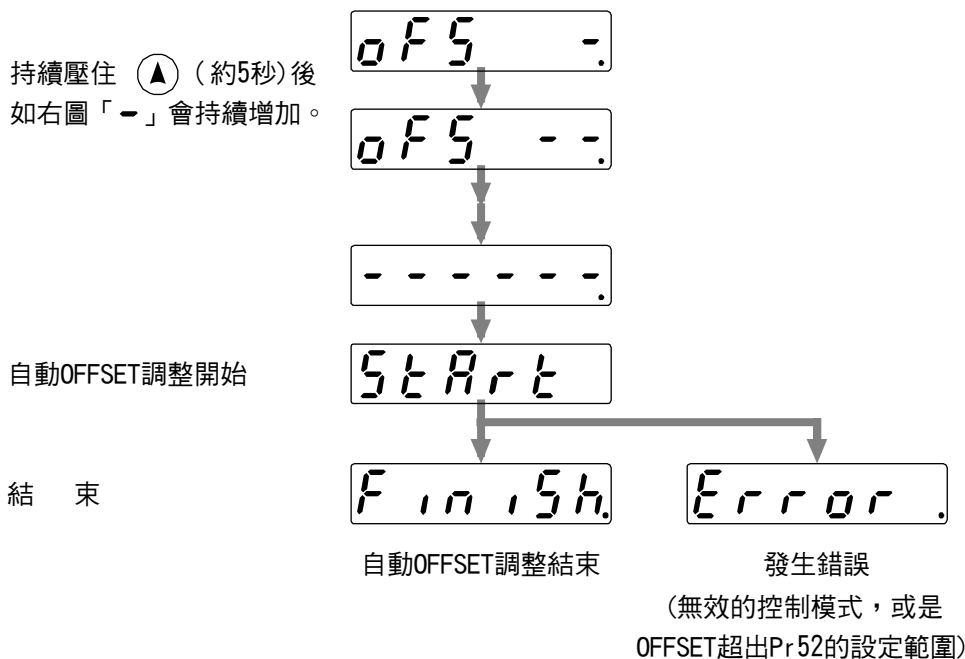 oFS -.
持續壓住 ▲ (約5秒)後
如右圖「-」會持續增加。
oFS --.
------.
自動OFFSET調整開始
StArt
結 束
FiniSh.
Error .
自動OFFSET調整結束
發生錯誤
(無效的控制模式，或是
OFFSET超出Pr52的設定範圍)